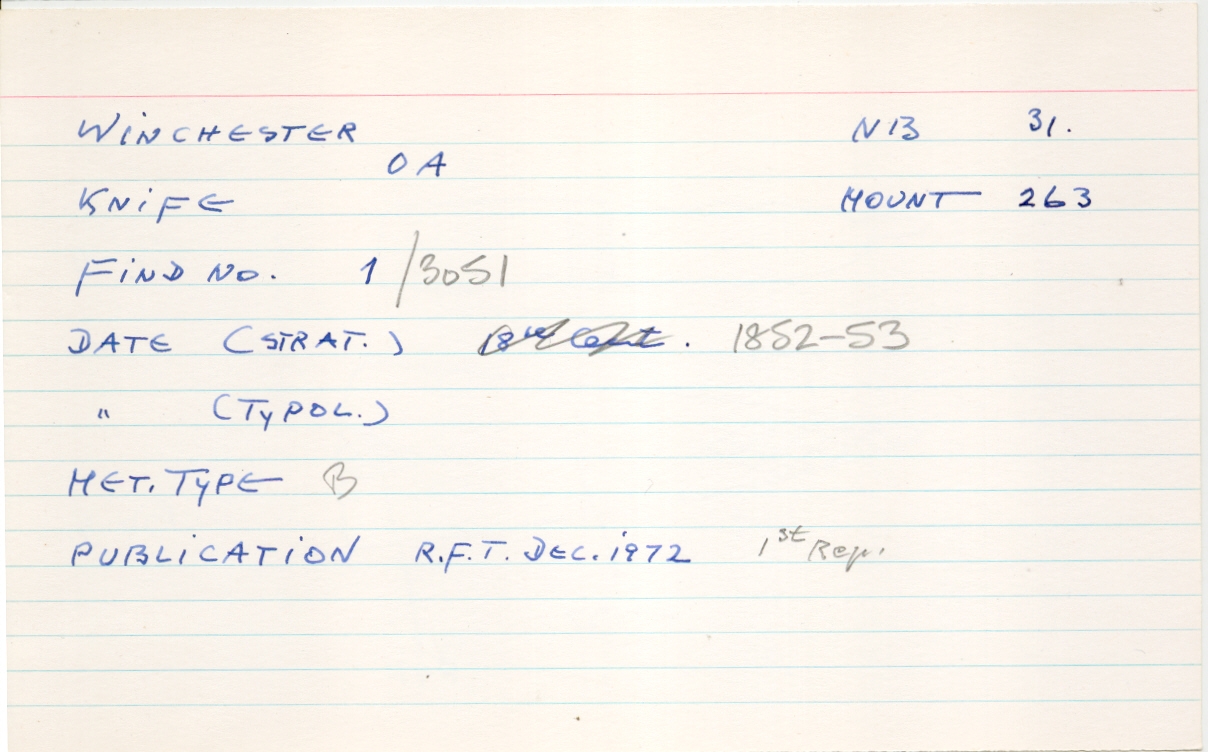 WINCHESTER NB 31.
OA
KNIFE MOUNT 263
FIND NO. 1/3051
DATE (STRAT.) 18th Cent. 1852-53
" (TYPOL.)
MET. TYPE B
PUBLICATION R.F.T. DEC. 1972 1st Rep.